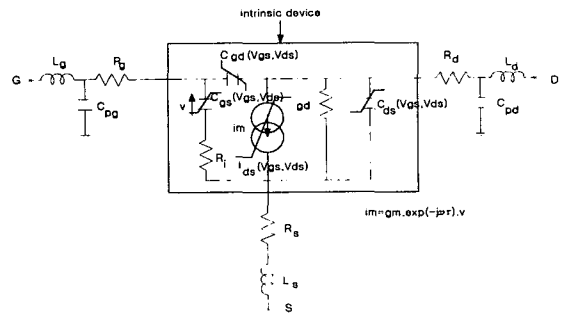 intrinsic device
Lg
Rg
Cgd(Vgs,Vds)
Rd
Ld
G
D
Cpg
v
Cgs(Vgs,Vds)
im
gd
Cds(Vgs,Vds)
Cpd
Ri
Ids(Vgs,Vds)
im=gm.exp(-jωτ).v
Rs
Ls
S